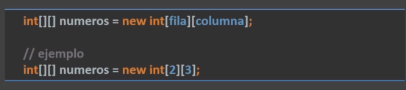 int[][] numeros = new int[fila][columna];
// ejemplo
int[][] numeros = new int[2][3];